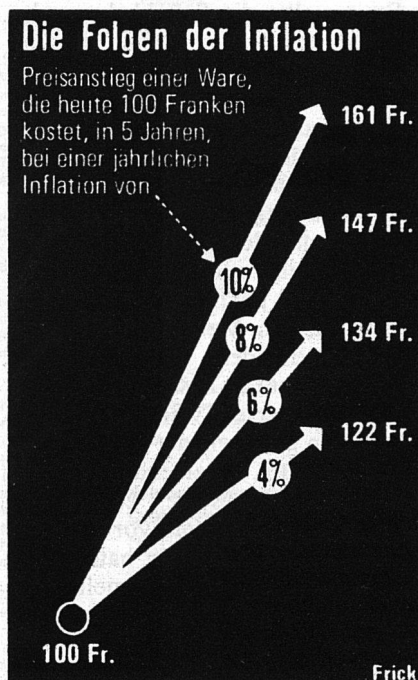 Die Folgen der Inflation
Preisanstieg einer Ware,
die heute 100 Franken
kostet, in 5 Jahren,
bei einer jährlichen
Inflation von
161 Fr.
10%
147 Fr.
8%
134 Fr.
6%
122 Fr.
4%
100 Fr.
Frick